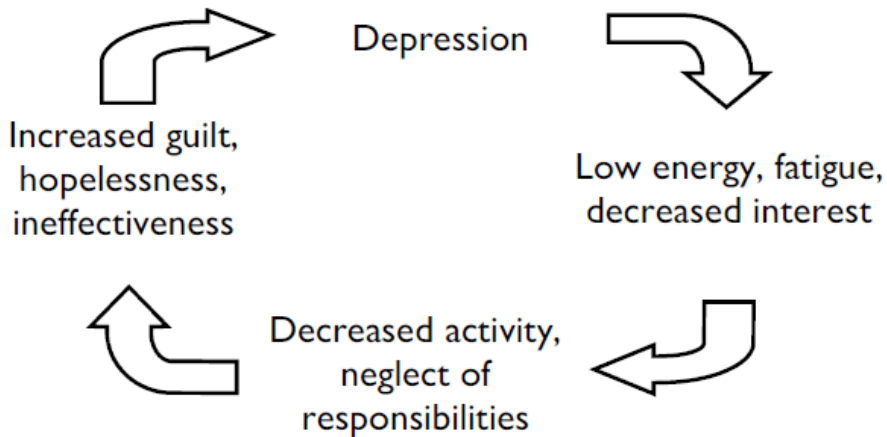 Depression
Low energy, fatigue,
decreased interest
Decreased activity,
neglect of
responsibilities
Increased guilt,
hopelessness,
ineffectiveness